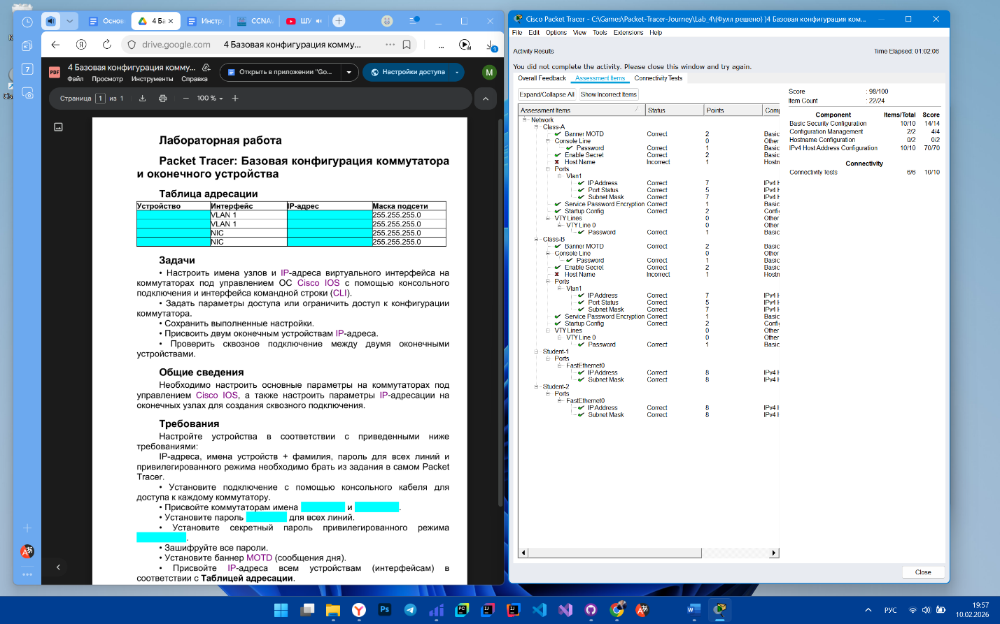 Основ
4 Ба
Инстр
CCNA
ШУ
drive.google.com
4 Базовая конфигурация комму...
7
1
PDF
4 Базовая конфигурация комму...
Файл Просмотр Инструменты Справка
Открыть в приложении "Go...
Настройки доступа
M
Страница 1 из 1
100 %
Лабораторная работа
Packet Tracer: Базовая конфигурация коммутатора
и оконечного устройства
Таблица адресации
Устройство Интерфейс IP-адрес Маска подсети
VLAN 1 255.255.255.0
VLAN 1 255.255.255.0
NIC 255.255.255.0
NIC 255.255.255.0
Задачи
• Настроить имена узлов и IP-адреса виртуального интерфейса на
коммутаторах под управлением ОС Cisco IOS с помощью консольного
подключения и интерфейса командной строки (CLI).
• Задать параметры доступа или ограничить доступ к конфигурации
коммутатора.
• Сохранить выполненные настройки.
• Присвоить двум оконечным устройствам IP-адреса.
• Проверить сквозное подключение между двумя оконечными
устройствами.
Общие сведения
Необходимо настроить основные параметры на коммутаторах под
управлением Cisco IOS, а также настроить параметры IP-адресации на
оконечных узлах для создания сквозного подключения.
Требования
Настройте устройства в соответствии с приведенными ниже
требованиями:
IP-адреса, имена устройств + фамилия, пароль для всех линий и
привилегированного режима необходимо брать из задания в самом Packet
Tracer.
• Установите подключение с помощью консольного кабеля для
доступа к каждому коммутатору.
• Присвойте коммутаторам имена и .
• Установите пароль для всех линий.
• Установите секретный пароль привилегированного режима
.
• Зашифруйте все пароли.
• Установите баннер MOTD (сообщения дня).
• Присвойте IP-адреса всем устройствам (интерфейсам) в
соответствии с Таблицей адресации.
Cisco Packet Tracer - C:\Games\Packet-Tracer-Journey\Lab_4\(Фулл решено) )4 Базовая конфигурация ком...
File Edit Options View Tools Extensions Help
Activity Results
Time Elapsed: 01:02:06
You did not complete the activity. Please close this window and try again.
Overall Feedback Assessment Items Connectivity Tests
Expand/Collapse All Show Incorrect Items
Assessment Items Status Points Comp
Network
Class-A
Banner MOTD Correct 2 Basic
Console Line 0 Other
Password Correct 1 Basic
Enable Secret Correct 2 Basic
Host Name Incorrect 1 Hostn
Ports
Vlan1
IP Address Correct 7 IPv4 H
Port Status Correct 5 IPv4 H
Subnet Mask Correct 7 IPv4 H
Service Password Encryption Correct 1 Basic
Startup Config Correct 2 Config
VTY Lines 0 Other
VTY Line 0 0 Other
Password Correct 1 Basic
Class-B
Banner MOTD Correct 2 Basic
Console Line 0 Other
Password Correct 1 Basic
Enable Secret Correct 2 Basic
Host Name Incorrect 1 Hostn
Ports
Vlan1
IP Address Correct 7 IPv4 H
Port Status Correct 5 IPv4 H
Subnet Mask Correct 7 IPv4 H
Service Password Encryption Correct 1 Basic
Startup Config Correct 2 Config
VTY Lines 0 Other
VTY Line 0 0 Other
Password Correct 1 Basic
Student-1
Ports
FastEthernet0
IP Address Correct 8 IPv4 H
Subnet Mask Correct 8 IPv4 H
Student-2
Ports
FastEthernet0
IP Address Correct 8 IPv4 H
Subnet Mask Correct 8 IPv4 H
Score : 98/100
Item Count : 22/24
Component Items/Total Score
Basic Security Configuration 10/10 14/14
Configuration Management 2/2 4/4
Hostname Configuration 0/2 0/2
IPv4 Host Address Configuration 10/10 70/70
Connectivity
Connectivity Tests 6/6 10/10
Close
РУС
19:57
10.02.2026